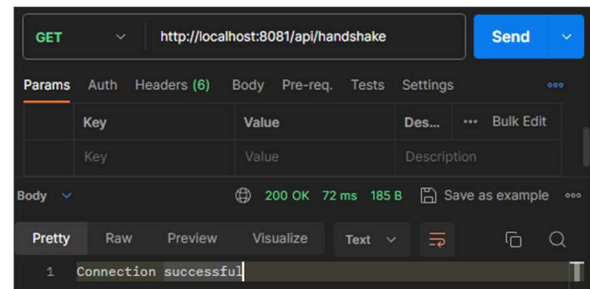 GET http://localhost:8081/api/handshake Send
Params Auth Headers (6) Body Pre-req. Tests Settings
Key Value Des... Bulk Edit
Key Value Description
Body 200 OK 72 ms 185 B Save as example
Pretty Raw Preview Visualize Text
1 Connection successful